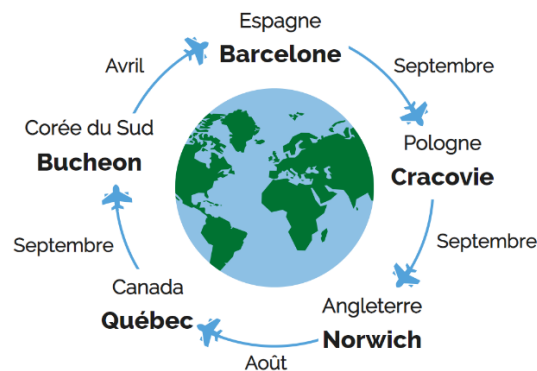 Espagne
Barcelone
Septembre
Pologne
Cracovie
Septembre
Angleterre
Norwich
Août
Canada
Québec
Septembre
Corée du Sud
Bucheon
Avril